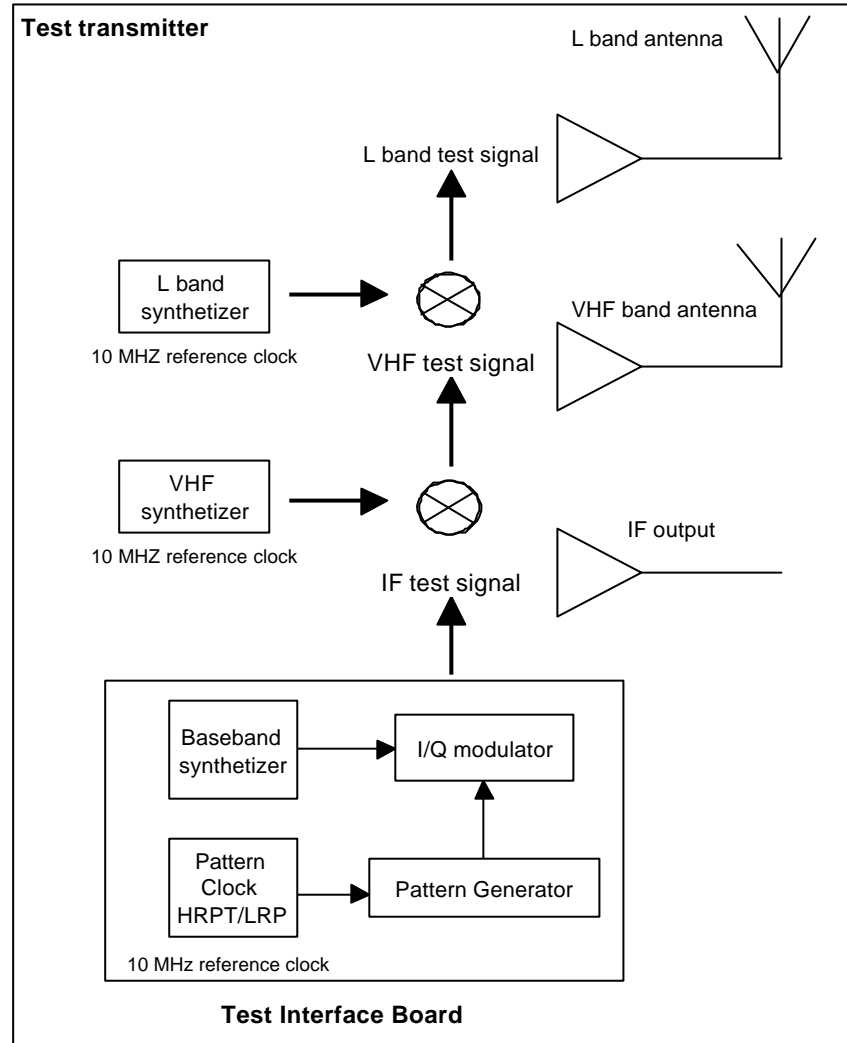 Test transmitter
L band antenna
L band test signal
L band
synthetizer
10 MHZ reference clock
VHF band antenna
VHF test signal
VHF
synthetizer
10 MHZ reference clock
IF output
IF test signal
Baseband
synthetizer
I/Q modulator
Pattern
Clock
HRPT/LRP
Pattern Generator
10 MHz reference clock
Test Interface Board